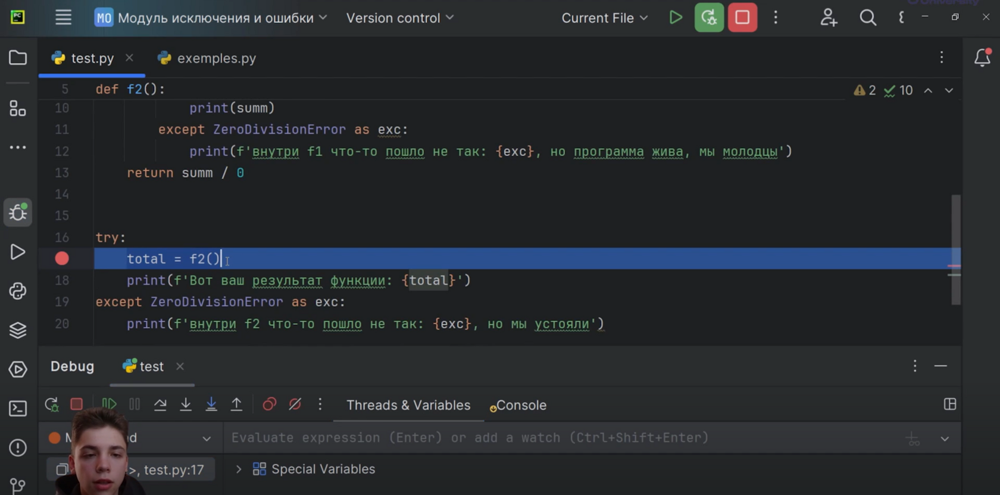 PC
MO Модуль исключения и ошибки Version control Current File
test.py exemples.py
5 def f2(): 2 10
10 print(summ)
11 except ZeroDivisionError as exc:
12 print(f'внутри f1 что-то пошло не так: {exc}, но программа жива, мы молодцы')
13 return summ / 0
14
15
16 try:
total = f2()
18 print(f'Вот ваш результат функции: {total}')
19 except ZeroDivisionError as exc:
20 print(f'внутри f2 что-то пошло не так: {exc}, но мы устояли')
Debug test
Threads & Variables Console
Evaluate expression (Enter) or add a watch (Ctrl+Shift+Enter)
>, test.py:17 Special Variables